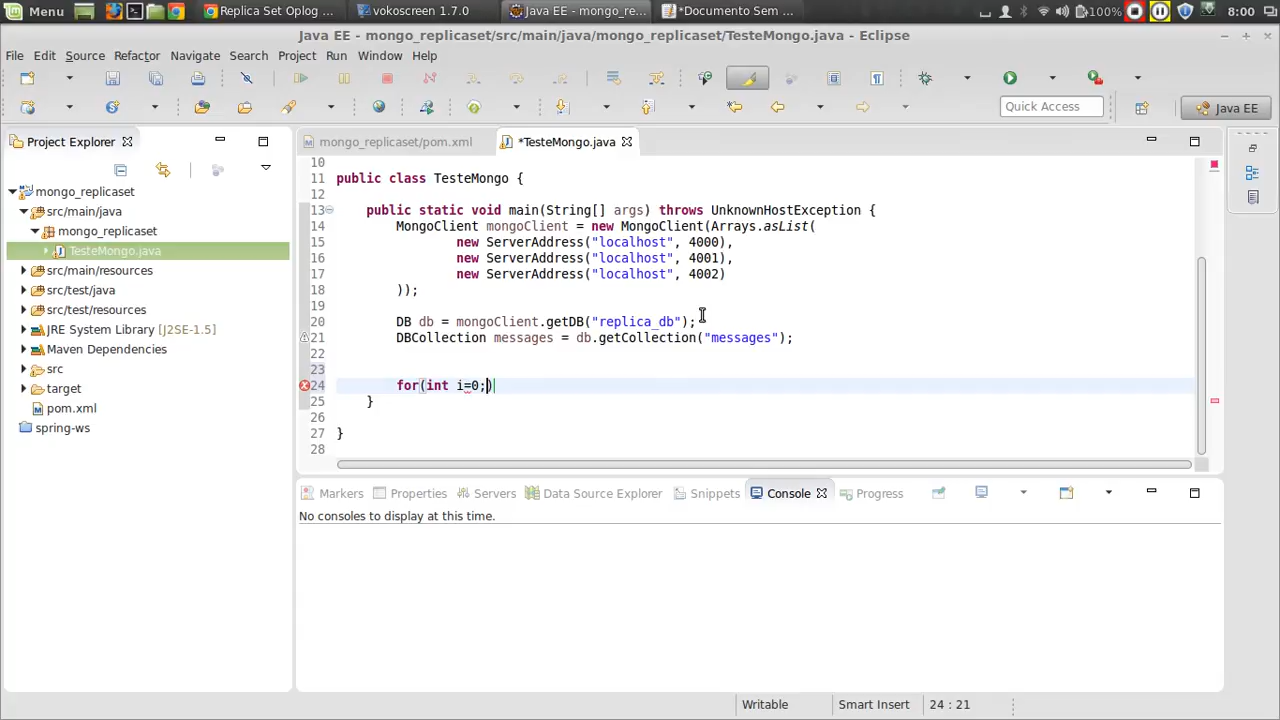 Menu
Replica Set Oplog ...
vokoscreen 1.7.0
Java EE - mongo_re...
*Documento Sem ...
100%
8:00
Java EE - mongo_replicaset/src/main/java/mongo_replicaset/TesteMongo.java - Eclipse
File Edit Source Refactor Navigate Search Project Run Window Help
Quick Access
Java EE
Project Explorer
mongo_replicaset
src/main/java
mongo_replicaset
TesteMongo.java
src/main/resources
src/test/java
src/test/resources
JRE System Library [J2SE-1.5]
Maven Dependencies
src
target
pom.xml
spring-ws
mongo_replicaset/pom.xml
*TesteMongo.java
10
11 public class TesteMongo {
12
13 public static void main(String[] args) throws UnknownHostException {
14 MongoClient mongoClient = new MongoClient(Arrays.asList(
15 new ServerAddress("localhost", 4000),
16 new ServerAddress("localhost", 4001),
17 new ServerAddress("localhost", 4002)
18 ));
19
20 DB db = mongoClient.getDB("replica_db");
21 DBCollection messages = db.getCollection("messages");
22
23
24 for(int i=0;)
25 }
26
27 }
28
Markers Properties Servers Data Source Explorer Snippets Console Progress
No consoles to display at this time.
Writable Smart Insert 24 : 21